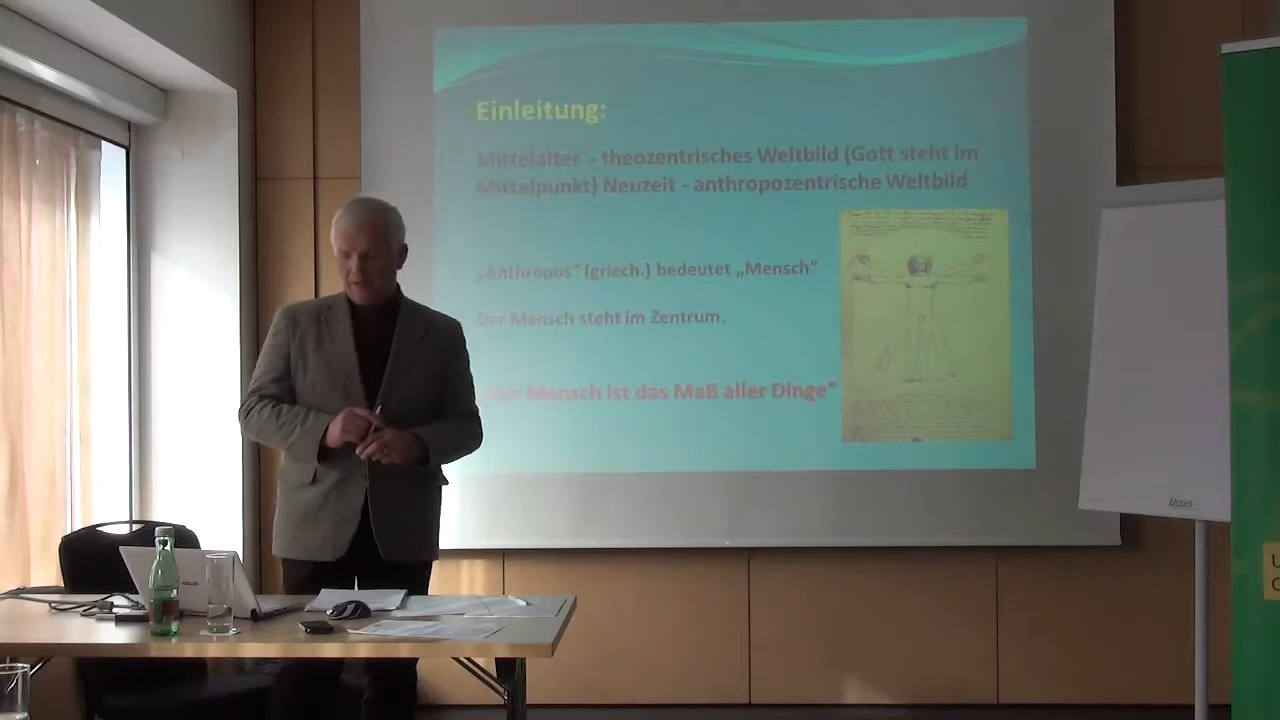 Einleitung:
Mittelalter - theozentrisches Weltbild (Gott steht im
Mittelpunkt) Neuzeit - anthropozentrische Weltbild
„Anthropos“ (griech.) bedeutet „Mensch“
Der Mensch steht im Zentrum.
Der Mensch ist das Maß aller Dinge“